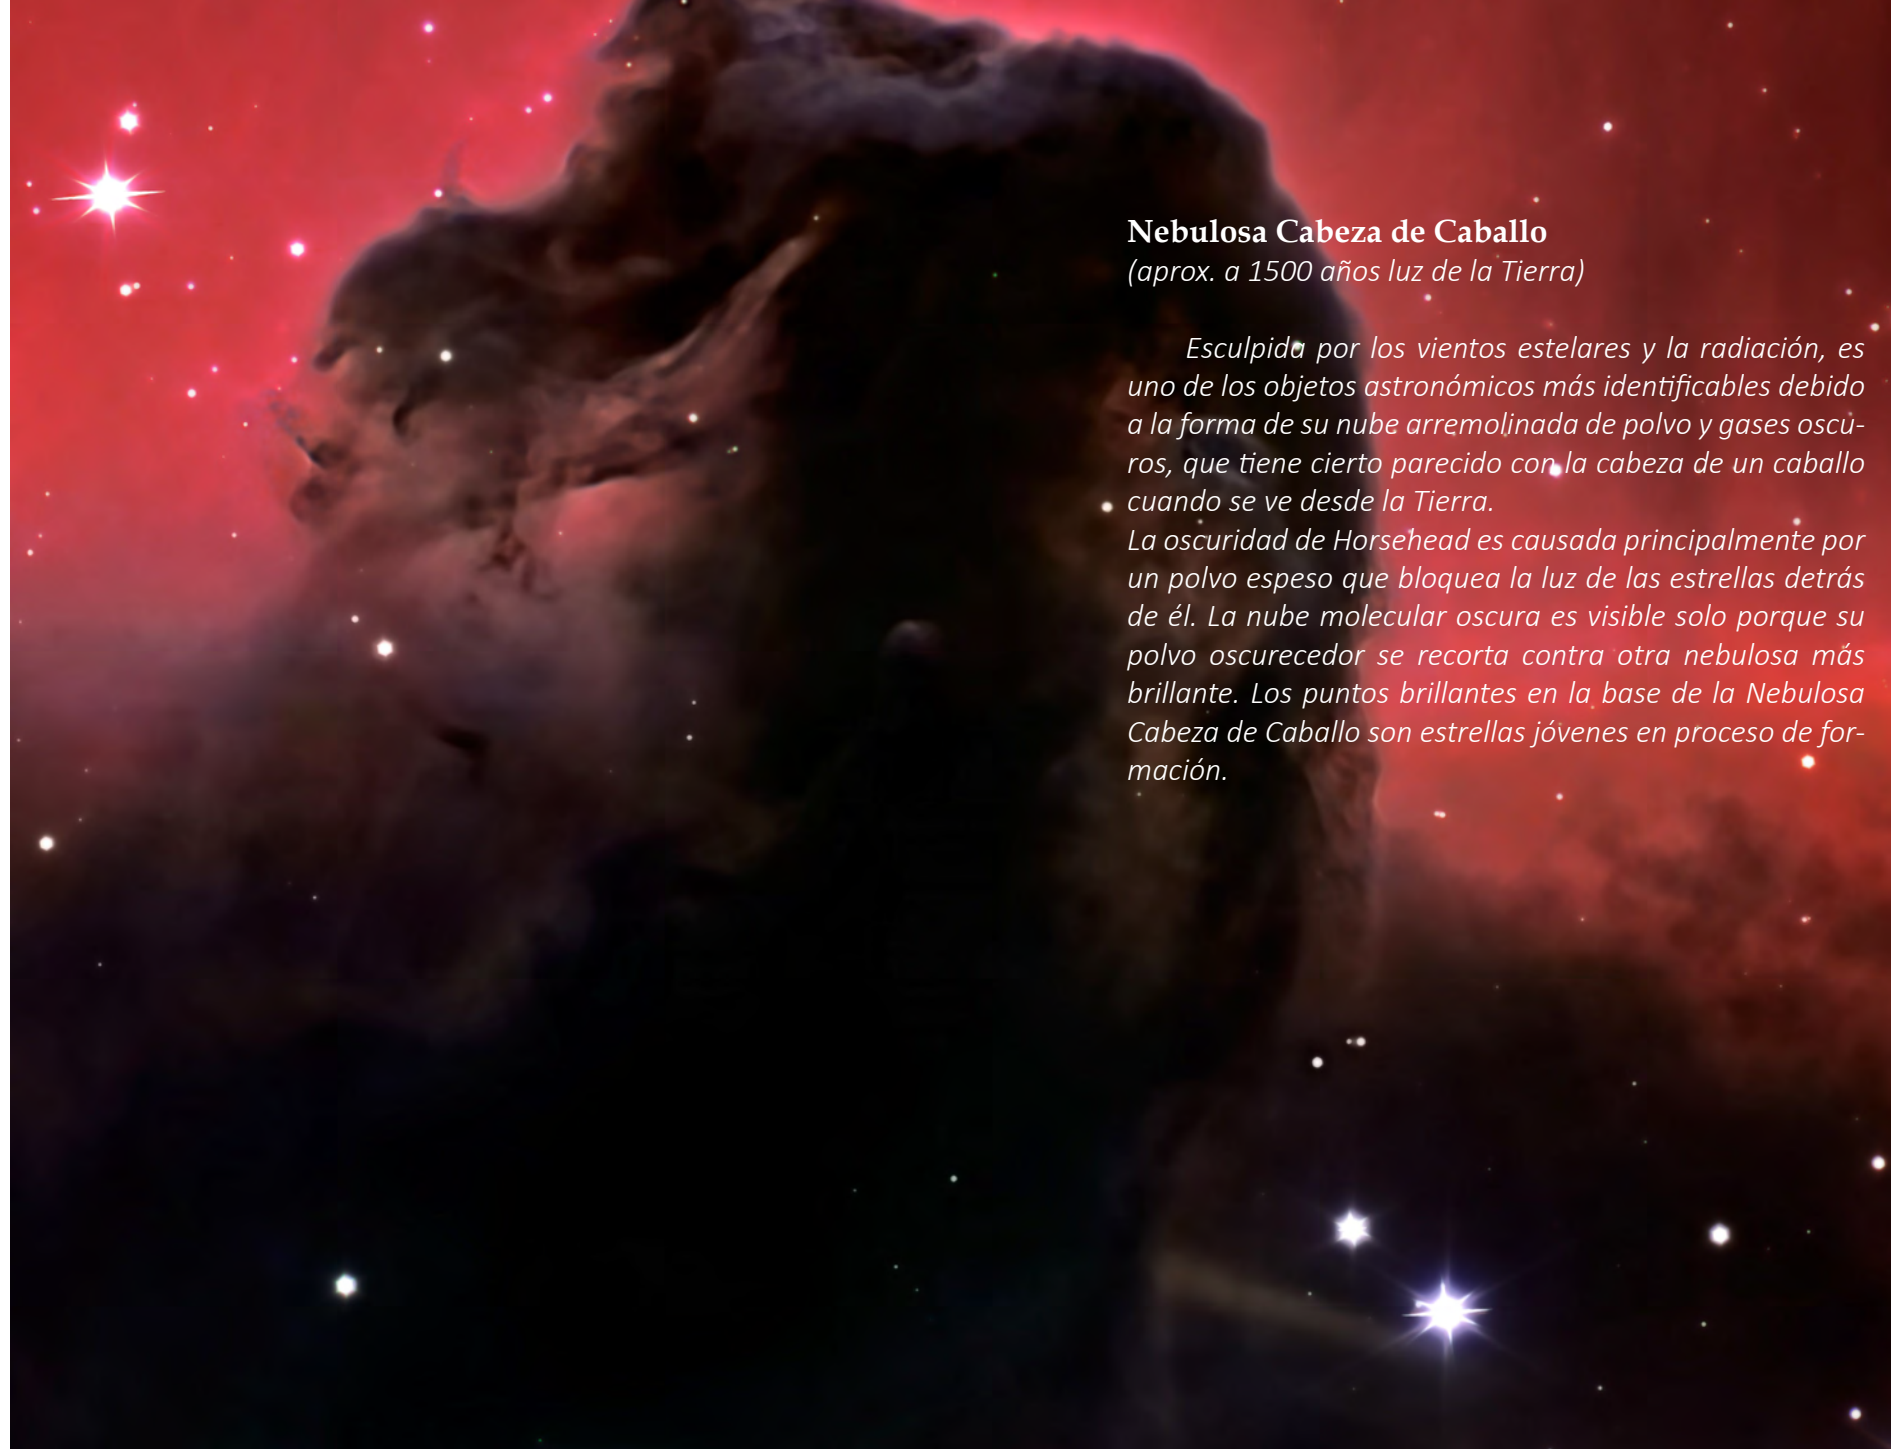 Nebulosa Cabeza de Caballo
(aprox. a 1500 años luz de la Tierra)
Esculpida por los vientos estelares y la radiación, es
uno de los objetos astronómicos más identificables debido
a la forma de su nube arremolinada de polvo y gases oscu-
ros, que tiene cierto parecido con la cabeza de un caballo
cuando se ve desde la Tierra.
La oscuridad de Horsehead es causada principalmente por
un polvo espeso que bloquea la luz de las estrellas detrás
de él. La nube molecular oscura es visible solo porque su
polvo oscurecedor se recorta contra otra nebulosa más
brillante. Los puntos brillantes en la base de la Nebulosa
Cabeza de Caballo son estrellas jóvenes en proceso de for-
mación.